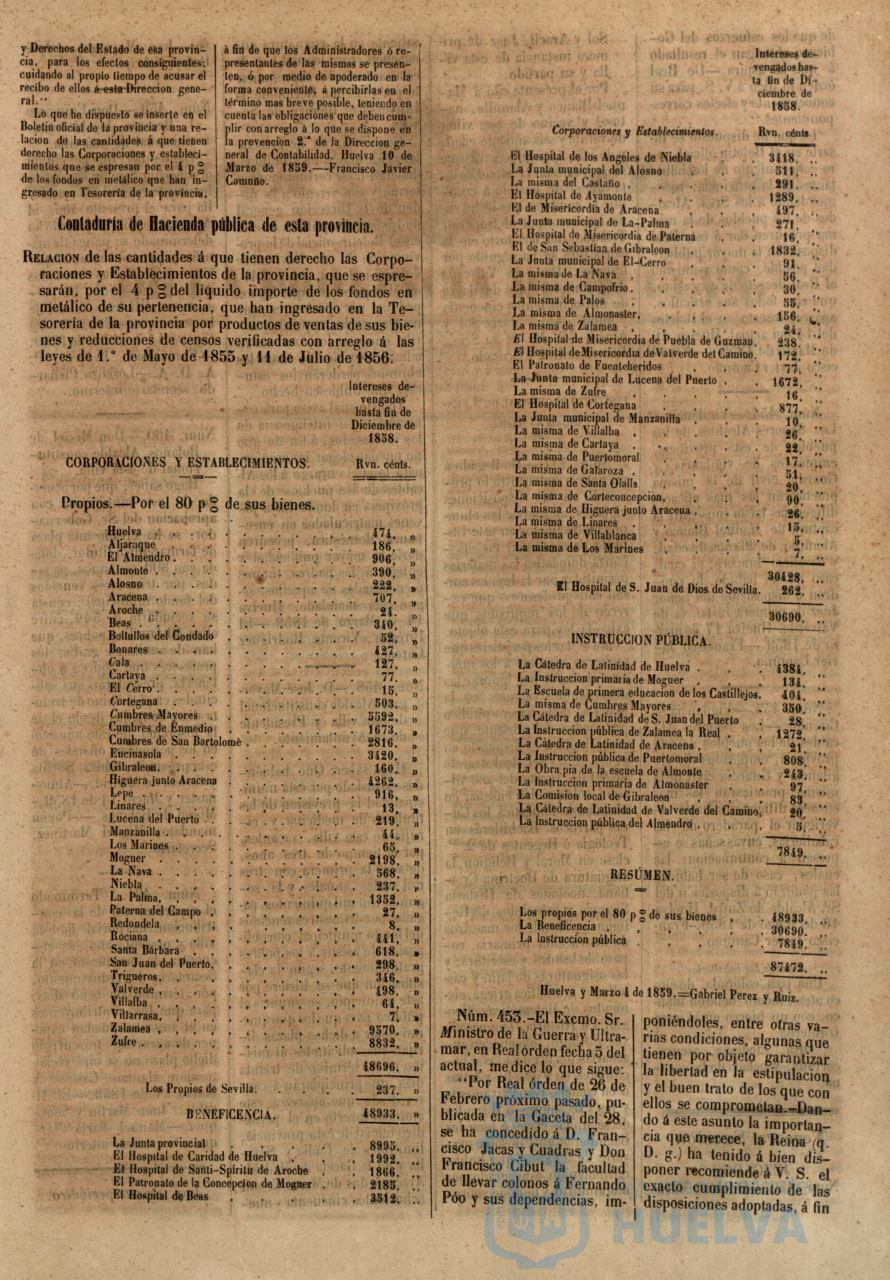 y Derechos del Estado de esa provin-
cia, para los efectos consiguientes:
cuidando al propio tiempo de acusar el
recibo de ellos á esta Direccion gene-
ral."
Lo que he dispuesto se inserte en el
Boletin oficial de la provincia y una re-
lacion de las cantidades á que tienen
derecho las Corporaciones y estableci-
mientos que se espresan por el 4 p%
de los fondos en metálico que han in-
gresado en Tesorería de la provincia,
á fin de que los Administradores ó re-
presentantes de las mismas se presen-
ten, ó por medio de apoderado en la
forma conveniente, á percibirlas en el
término mas breve posible, teniendo en
cuenta las obligaciones que deben cum-
plir con arreglo á lo que se dispone en
la prevencion 2.ª de la Direccion ge-
neral de Contabilidad. Huelva 10 de
Marzo de 1859.—Francisco Javier
Camuño.
Contaduría de Hacienda pública de esta provincia.
RELACION de las cantidades á que tienen derecho las Corpo-
raciones y Establecimientos de la provincia, que se espre-
sarán, por el 4 p% del líquido importe de los fondos en
metálico de su pertenencia, que han ingresado en la Te-
sorería de la provincia por productos de ventas de sus bie-
nes y reducciones de censos verificadas con arreglo á las
leyes de 1.º de Mayo de 1855 y 11 de Julio de 1856.
Intereses de-
vengados
hasta fin de
Diciembre de
1858.
CORPORACIONES Y ESTABLECIMIENTOS. Rvn. cénts.
Propios.—Por el 80 p% de sus bienes.
Huelva . . . . 474, »
Aljaraque . . . . 186, »
El Almendro . . . . 906, »
Almonte . . . . 390, »
Alosno . . . . 222, »
Aracena . . . . 707, »
Aroche . . . . 24. »
Beas . . . . 340, »
Bollullos del Condado . . . . 52, »
Bonares . . . . 427, »
Cala . . . . 127, »
Cartaya . . . . 77, »
El Cerro . . . . 15, »
Cortegana . . . . 503, »
Cumbres Mayores . . . . 5592, »
Cumbres de Enmedio . . . . 1673, »
Cumbres de San Bartolomè . . . . 2816, »
Encinasola . . . . 3420, »
Gibraleon . . . . 160, »
Higuera junto Aracena . . . . 4262, »
Lepe . . . . 916, »
Linares . . . . 13, »
Lucena del Puerto . . . . 219, »
Manzanilla . . . . 44, »
Los Marines . . . . 65, »
Moguer . . . . 2198, »
La Nava . . . . 568, »
Niebla . . . . 237, »
La Palma, . . . . 1352, »
Paterna del Campo . . . . 27, »
Redondela . . . . 8, »
Rociana . . . . 441, »
Santa Bárbara . . . . 618, »
San Juan del Puerto, . . . . 298, »
Trigueros, . . . . 346, »
Valverde . . . . 498, »
Villalba . . . . 64, »
Villarrasa, . . . . 7, »
Zalamea . . . . 9570, »
Zufre . . . . 8832, »
48696, »
Los Propios de Sevilla. . . . . 237, »
48933, »
BENEFICENCIA.
La Junta provincial . . . . 8995,
El Hospital de Caridad de Huelva . . . . 1992,
El Hospital de Santi-Spíritu de Aroche . . . . 1866,
El Patronato de la Concepcion de Moguer . . . . 2185,
El Hospital de Beas . . . . 3512,
Intereses de-
vengados has-
ta fin de Di-
ciembre de
1858.
Corporaciones y Establecimientos. Rvn. cénts.
El Hospital de los Angeles de Niebla . . 3418,
La Junta municipal del Alosno . . 511,
La misma del Castaño . . 291,
El Hospital de Ayamonte . . 1289,
El de Misericordia de Aracena . . 497,
La Junta municipal de La-Palma . . 271,
El Hospital de Misericordia de Paterna . . 16,
El de San Sebastian de Gibraleon . . 1832,
La Junta municipal de El-Cerro . . 91,
La misma de La Nava . . 56,
La misma de Campofrio . . 30,
La misma de Palos . . 55,
La misma de Almonaster, . . 156,
La misma de Zalamea . . 24,
El Hospital de Misericordia de Puebla de Guzman, 238,
El Hospital de Misericordia de Valverde del Camino. 172,
El Patronato de Fuenteheridos . . 77,
La Junta municipal de Lucena del Puerto . . 1672,
La misma de Zufre . . 16,
El Hospital de Cortegana . . 877,
La Junta municipal de Manzanilla . . 10,
La misma de Villalba . . 26,
La misma de Cartaya . . 22,
La misma de Puertomoral . . 17,
La misma de Galaroza . . 51,
La misma de Santa Olalla . . 20,
La misma de Corteconcepcion, . . 90
La misma de Higuera junto Aracena . . 26,
La misma de Linares . . 15,
La misma de Villablanca . . 5,
La misma de Los Marines . . 7,
30428, ,,
El Hospital de S. Juan de Dios de Sevilla. 262, ,,
30690, ,,
INSTRUCCION PÚBLICA.
La Cátedra de Latinidad de Huelva . . 4384,
La Instruccion primaria de Moguer . . 134,
La Escuela de primera educacion de los Castillejos. 404,
La misma de Cumbres Mayores . . 350,
La Cátedra de Latinidad de S. Juan del Puerto . 28,
La Instruccion pública de Zalamea la Real . . 1272,
La Cátedra de Latinidad de Aracena . . 21,
La Instruccion pública de Puertomoral . . 808,
La Obra pia de la escuela de Almonte . . 243,
La Instruccion primaria de Almonaster . . 97,
La Comision local de Gibraleon . . 83,
La Cátedra de Latinidad de Valverde del Camino, 20,
La Instruccion pública del Almendro . . 5,
7849, ,,
RESÚMEN.
Los propios por el 80 p% de sus bienes . . 48933,
La Beneficencia . . 30690,
La Instruccion pública . . 7849,
87472, ,,
Huelva y Marzo 4 de 1859.=Gabriel Perez y Ruiz.
Núm. 453.-El Excmo. Sr.
Ministro de la Guerra y Ultra-
mar, en Real órden fecha 5 del
actual, me dice lo que sigue:
"Por Real órden de 26 de
Febrero próximo pasado, pu-
blicada en la Gaceta del 28,
se ha concedido á D. Fran-
cisco Jacas y Cuadras y Don
Francisco Cibut la facultad
de llevar colonos á Fernando
Póo y sus dependencias, im-
poniéndoles, entre otras va-
rias condiciones, algunas que
tienen por objeto garantizar
la libertad en la estipulacion
y el buen trato de los que con
ellos se comprometan.—Dan-
do á este asunto la importan-
cia que merece, la Reina (q.
D. g.) ha tenido á bien dis-
poner recomiende á V. S. el
exacto cumplimiento de las
disposiciones adoptadas, á fin
HUELVA